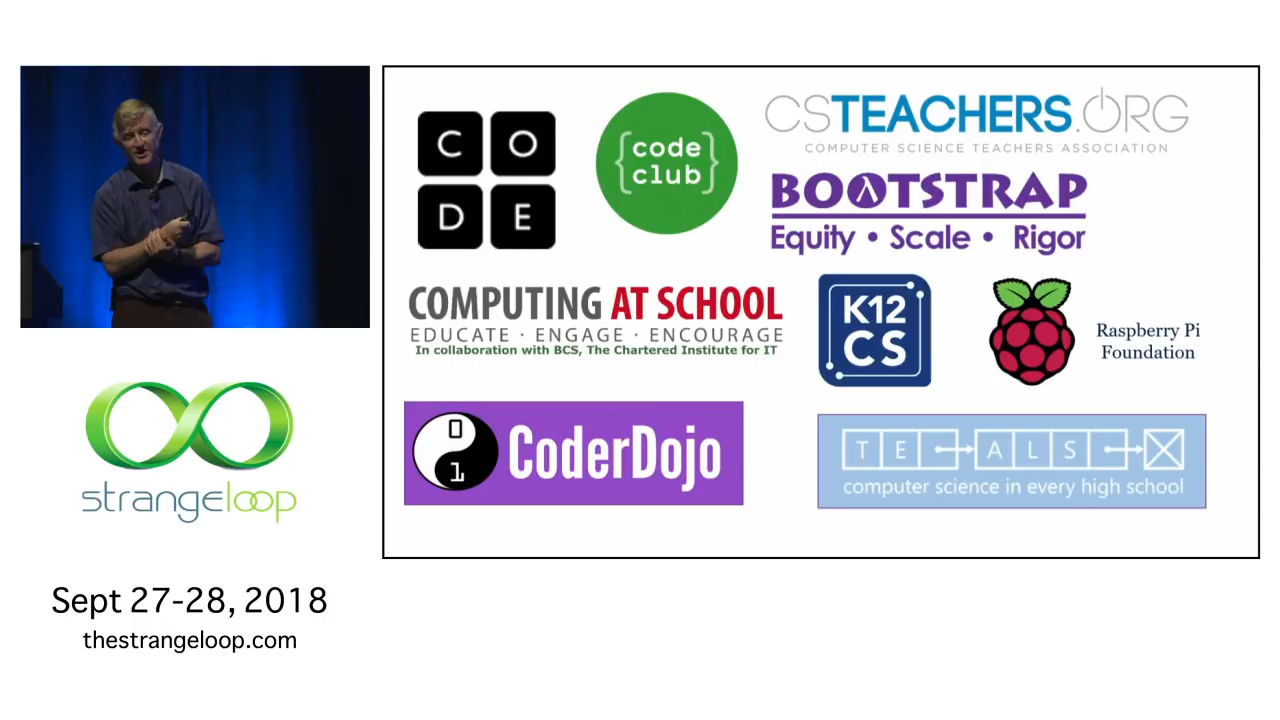 CODE
{code club}
CSTEACHERS.ORG
COMPUTER SCIENCE TEACHERS ASSOCIATION
BOOTSTRAP
Equity • Scale • Rigor
COMPUTING AT SCHOOL
EDUCATE · ENGAGE · ENCOURAGE
In collaboration with BCS, The Chartered Institute for IT
K12
CS
Raspberry Pi
Foundation
0
1
CoderDojo
TEALS
computer science in every high school
strangeloop
Sept 27-28, 2018
thestrangeloop.com